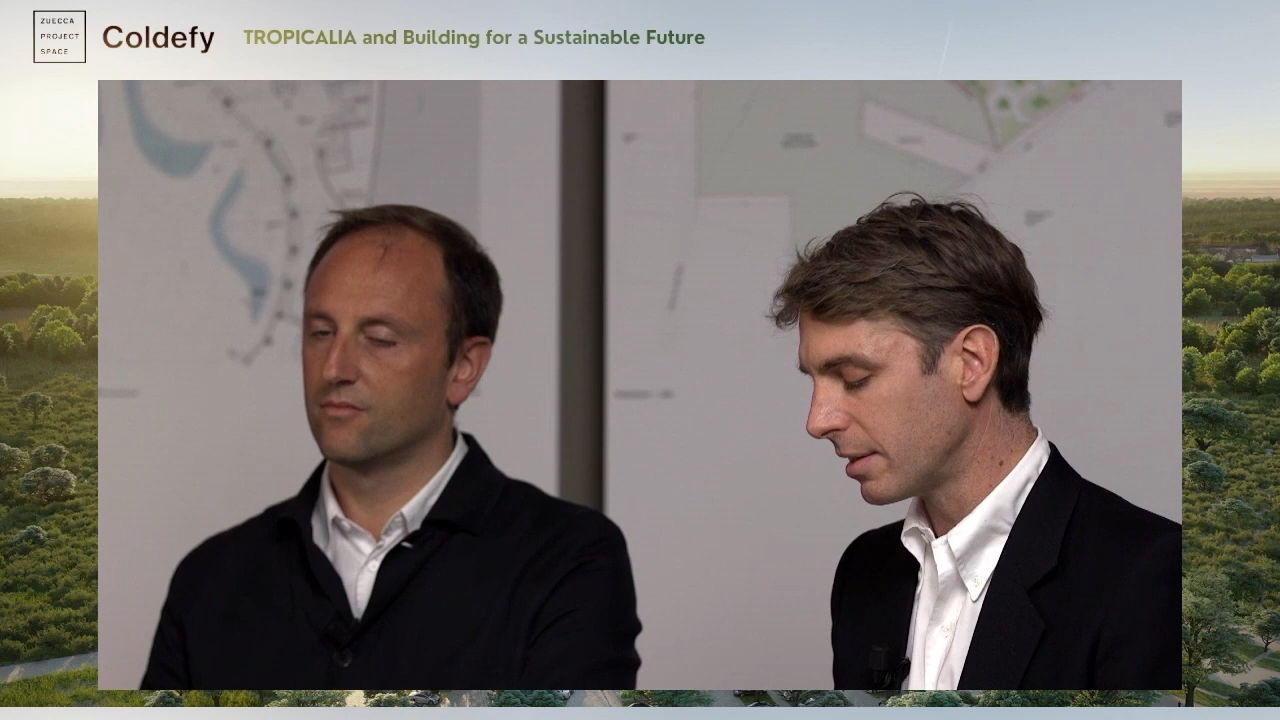 ZUECCA
PROJECT
SPACE
Coldefy
TROPICALIA and Building for a Sustainable Future